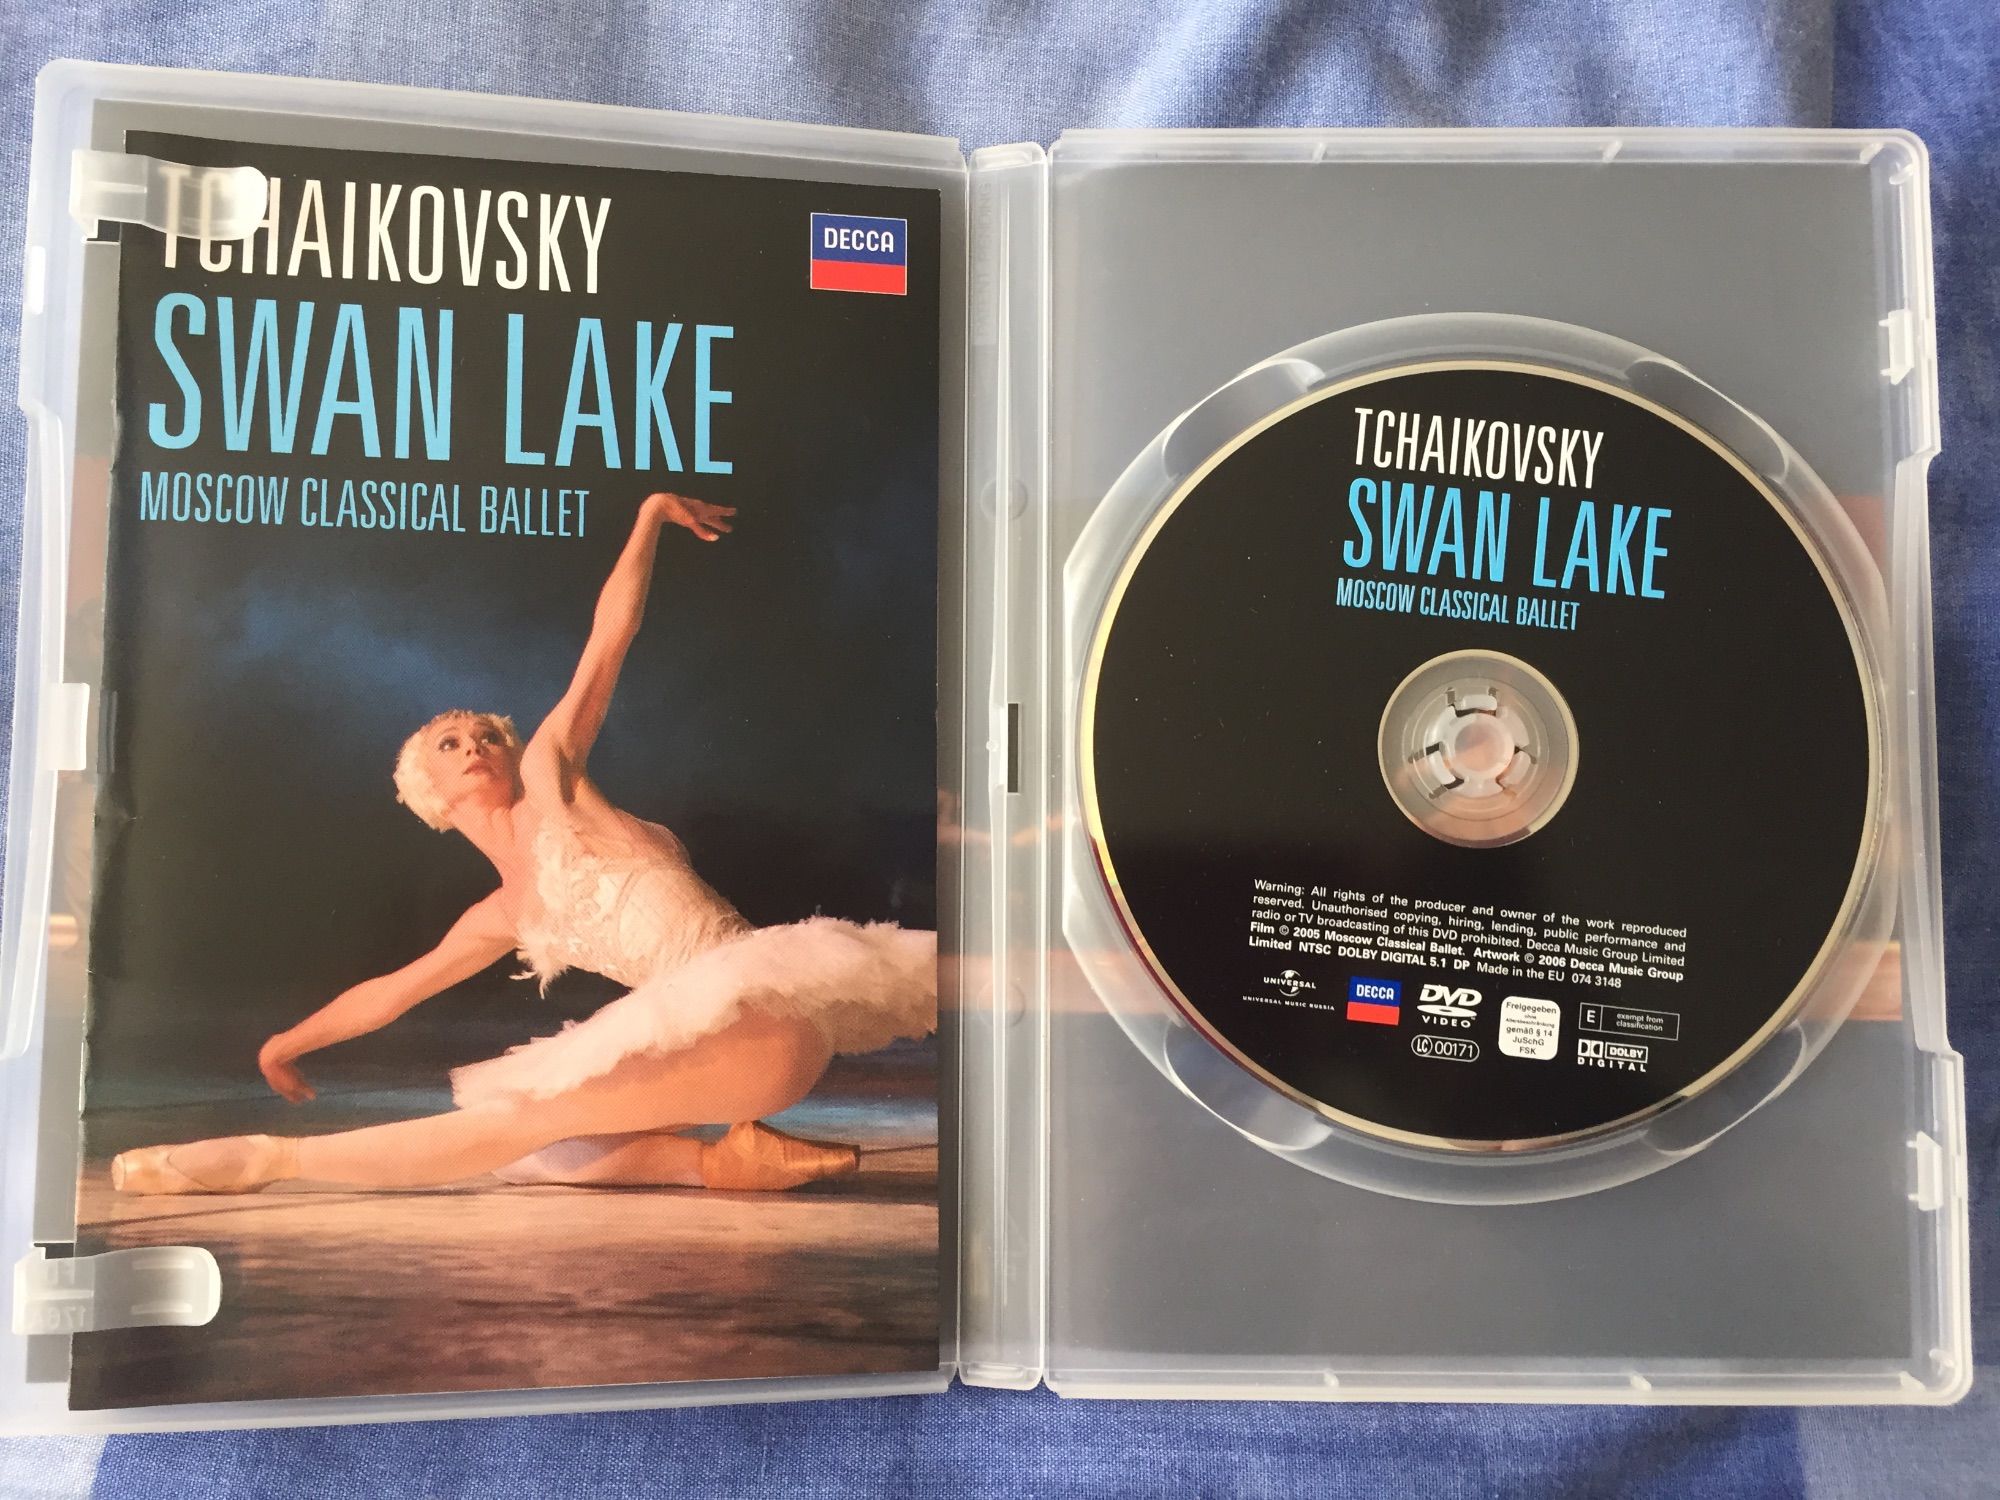 TCHAIKOVSKY
DECCA
SWAN LAKE
MOSCOW CLASSICAL BALLET
TCHAIKOVSKY
SWAN LAKE
MOSCOW CLASSICAL BALLET
Warning: All rights of the producer and owner of the work reproduced
reserved. Unauthorised copying, hiring, lending, public performance and
radio or TV broadcasting of this DVD prohibited. Decca Music Group Limited
Film © 2005 Moscow Classical Ballet. Artwork © 2006 Decca Music Group
Limited NTSC DOLBY DIGITAL 5.1 DP Made in the EU 074 3148
UNIVERSAL
UNIVERSAL MUSIC RUSSIA
DECCA
DVD
VIDEO
LC 00171
Freigegeben
ohne
Altersbeschränkung
gemäß § 14
JuSchG
FSK
E exempt from
classification
DOLBY
DIGITAL